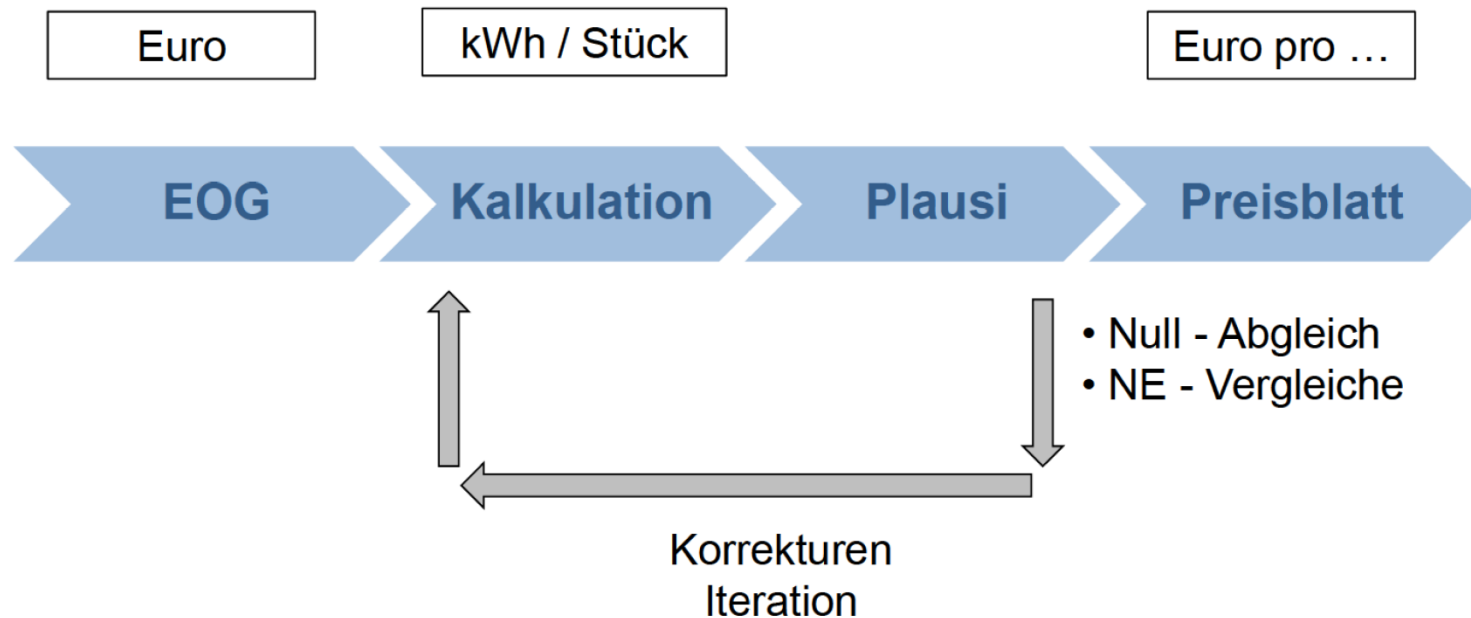 Euro
kWh / Stück
Euro pro …
EOG
Kalkulation
Plausi
Preisblatt
• Null - Abgleich
• NE - Vergleiche
Korrekturen
Iteration